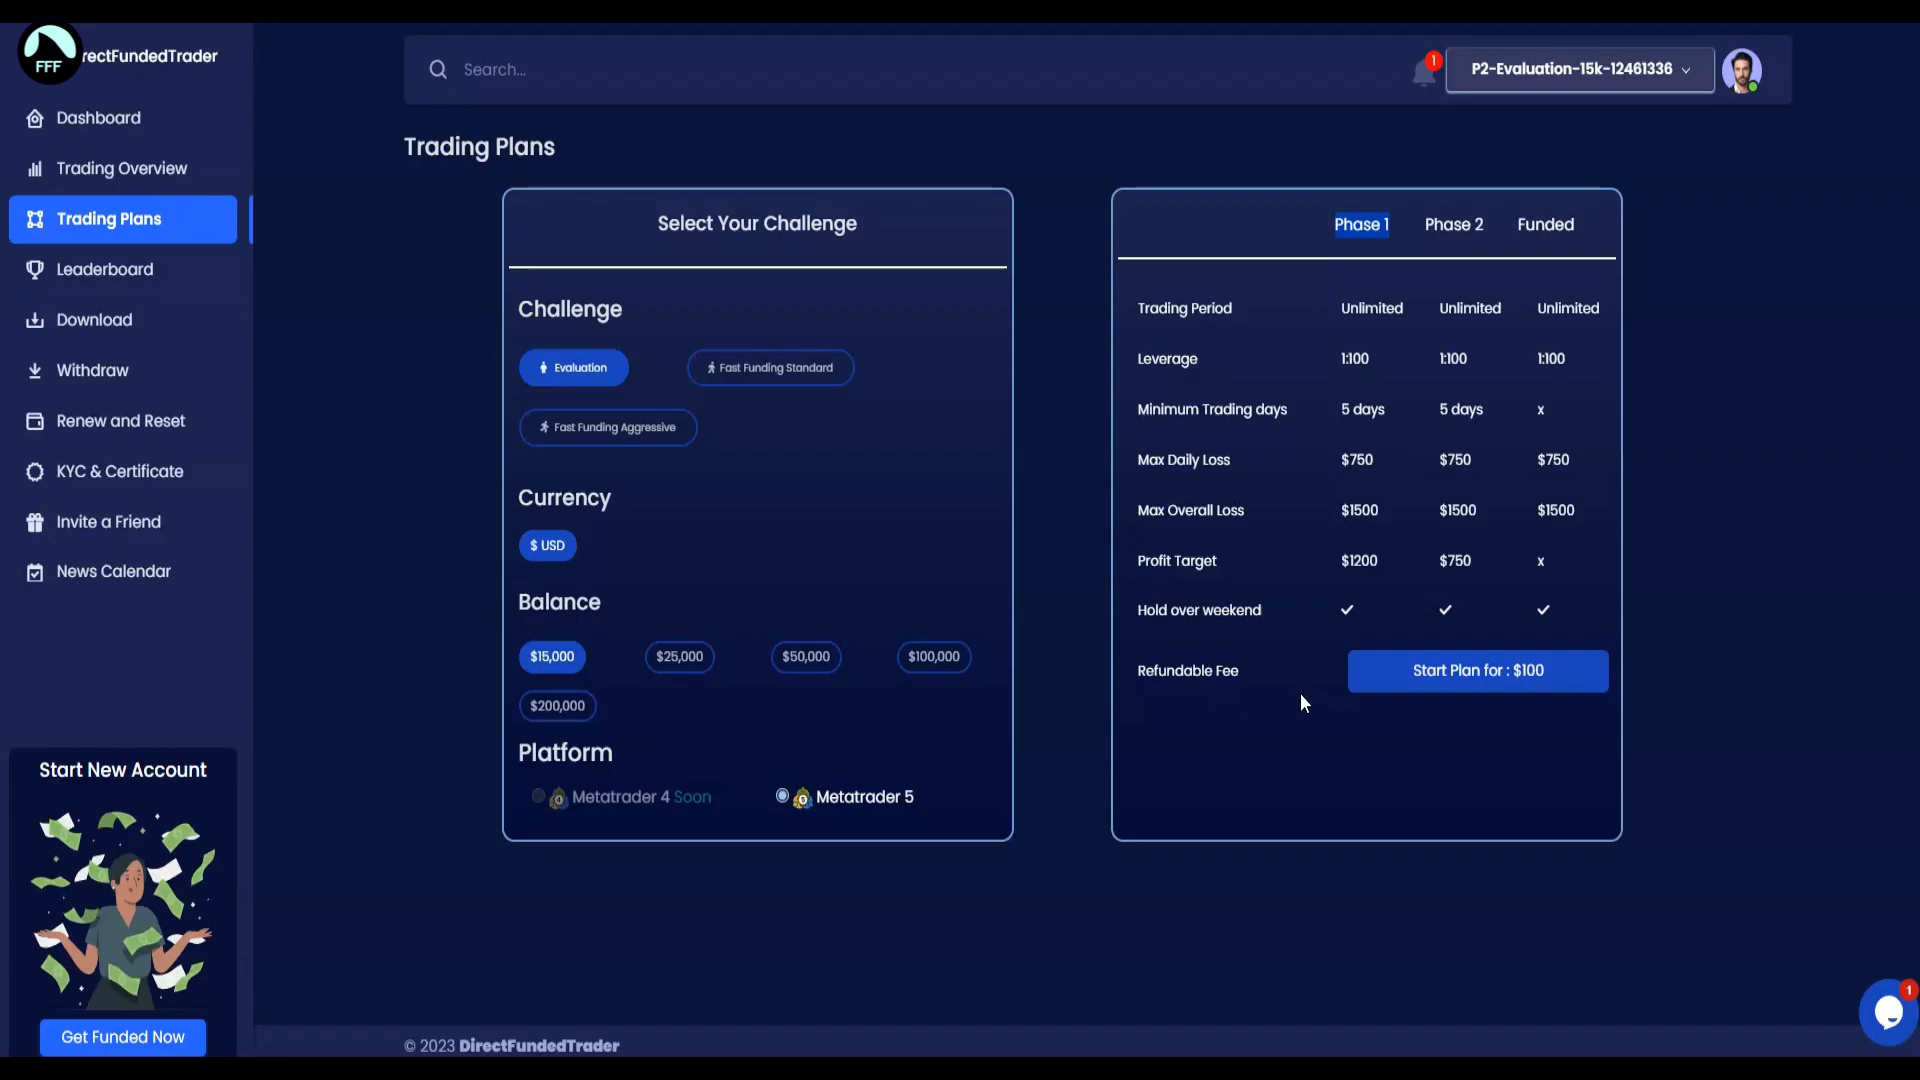 FFF
rectFundedTrader
Search...
1
P2-Evaluation-15k-12461336
Dashboard
Trading Overview
Trading Plans
Leaderboard
Download
Withdraw
Renew and Reset
KYC & Certificate
Invite a Friend
News Calendar
Start New Account
Get Funded Now
Trading Plans
Select Your Challenge
Challenge
Evaluation
Fast Funding Standard
Fast Funding Aggressive
Currency
$ USD
Balance
$15,000 $25,000 $50,000 $100,000
$200,000
Platform
Metatrader 4 Soon Metatrader 5
Phase 1 Phase 2 Funded
Trading Period Unlimited Unlimited Unlimited
Leverage 1:100 1:100 1:100
Minimum Trading days 5 days 5 days x
Max Daily Loss $750 $750 $750
Max Overall Loss $1500 $1500 $1500
Profit Target $1200 $750 x
Hold over weekend
Refundable Fee Start Plan for : $100
1
© 2023 DirectFundedTrader